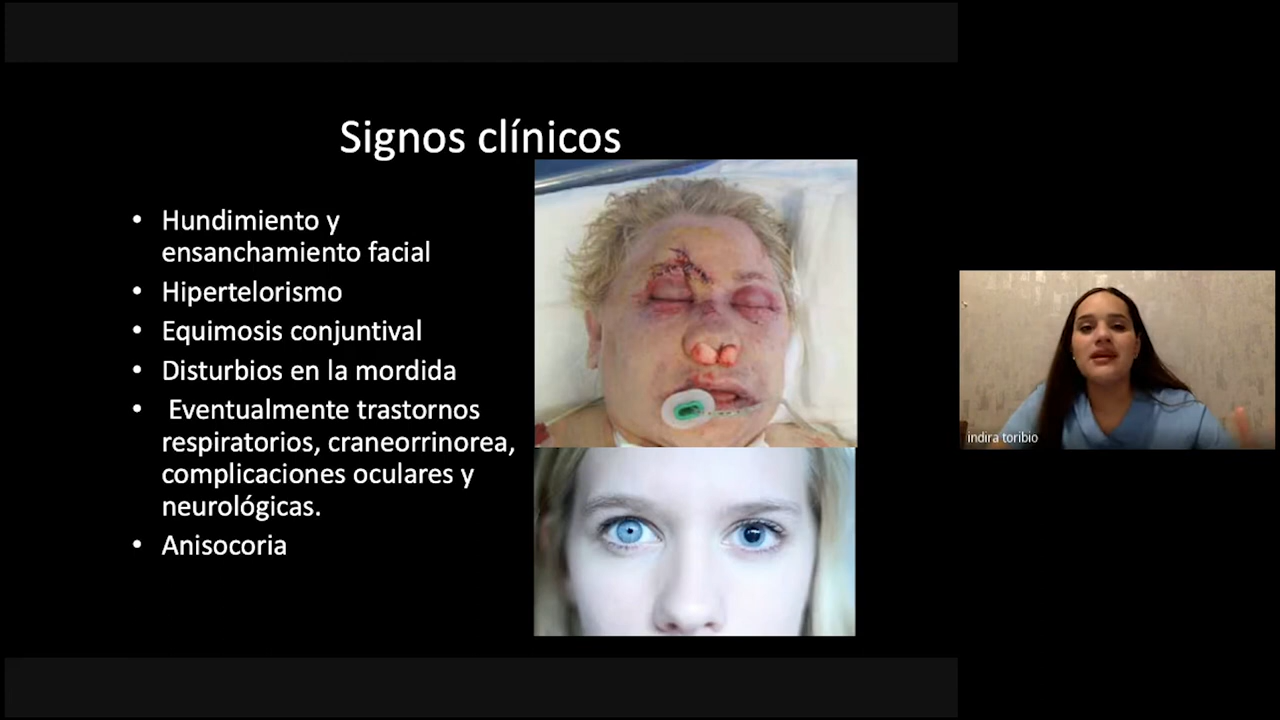 Signos clínicos
• Hundimiento y
ensanchamiento facial
• Hipertelorismo
• Equimosis conjuntival
• Disturbios en la mordida
• Eventualmente trastornos
respiratorios, craneorrinorea,
complicaciones oculares y
neurológicas.
• Anisocoria
indira toribio